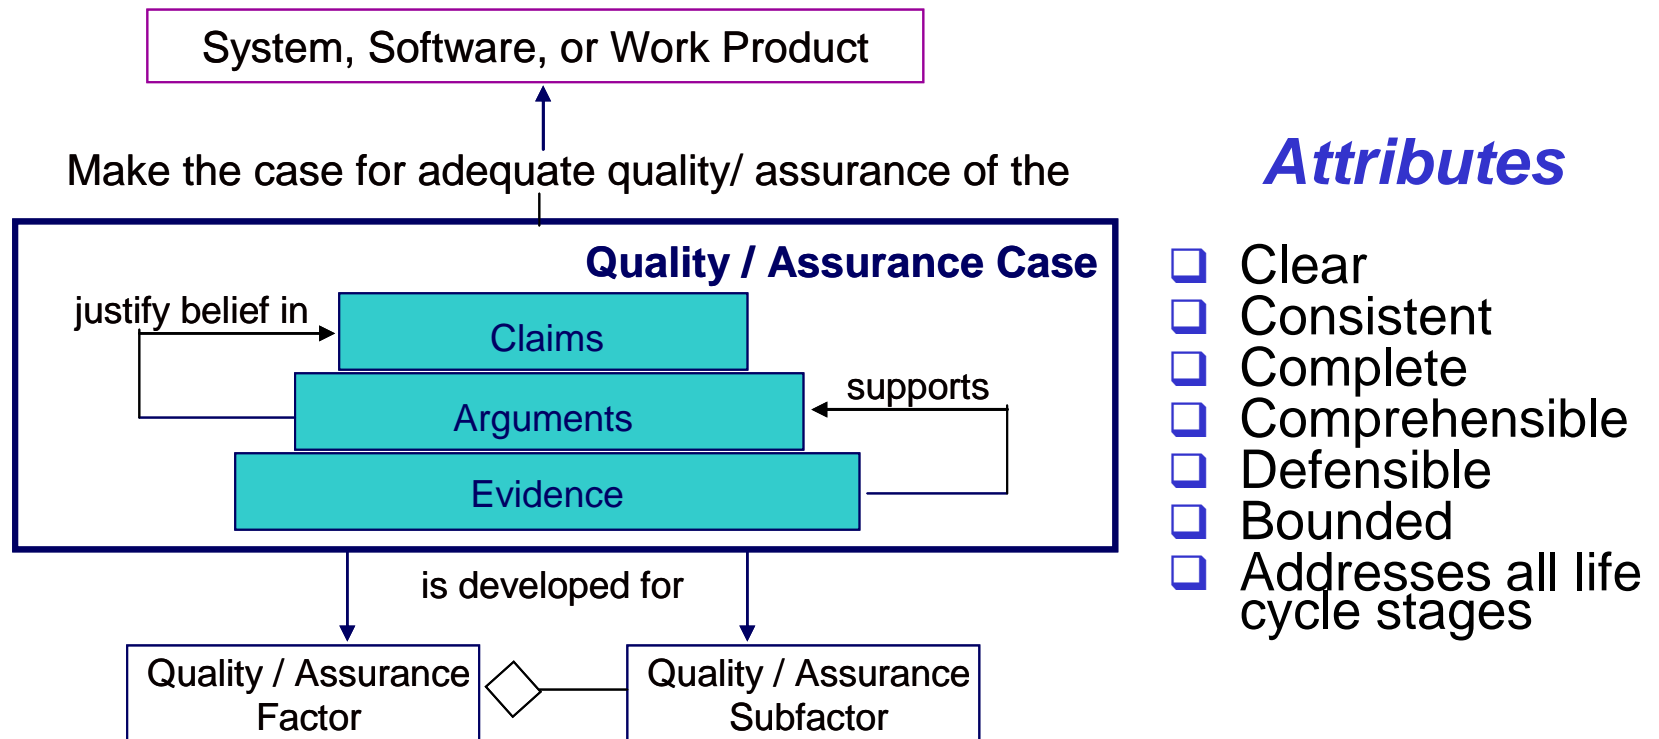 System, Software, or Work Product
Make the case for adequate quality/ assurance of the
Quality / Assurance Case
justify belief in
Claims
supports
Arguments
Evidence
is developed for
Quality / Assurance
Factor
Quality / Assurance
Subfactor
Attributes
Clear
Consistent
Complete
Comprehensible
Defensible
Bounded
Addresses all life
cycle stages